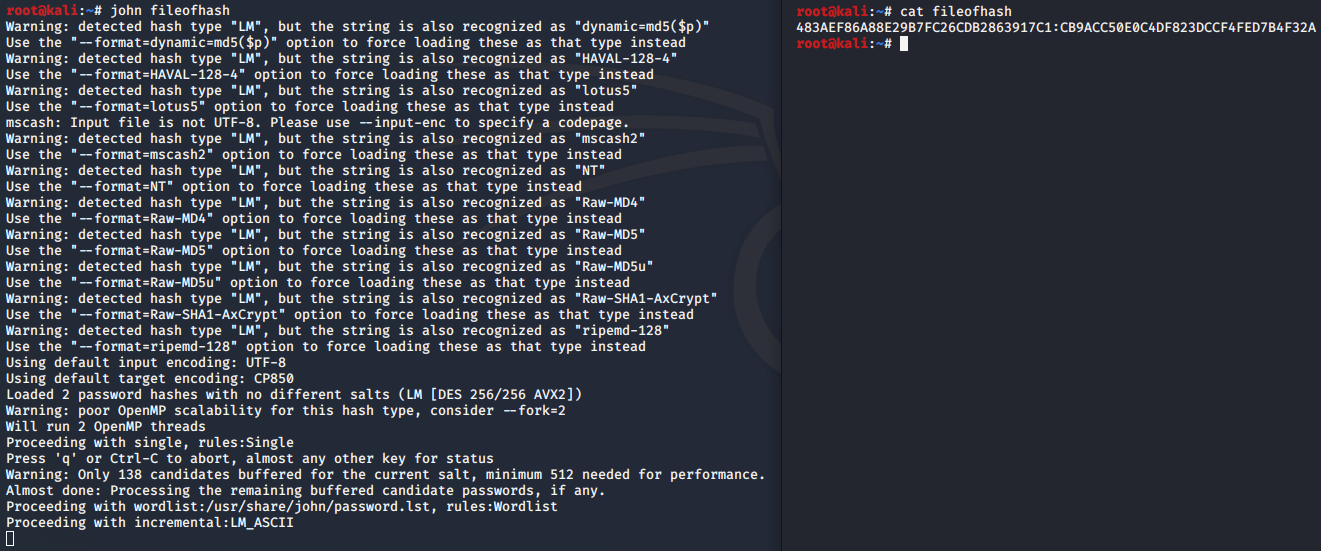 root@kali:~# john fileofhash
Warning: detected hash type "LM", but the string is also recognized as "dynamic=md5($p)"
Use the "--format=dynamic=md5($p)" option to force loading these as that type instead
Warning: detected hash type "LM", but the string is also recognized as "HAVAL-128-4"
Use the "--format=HAVAL-128-4" option to force loading these as that type instead
Warning: detected hash type "LM", but the string is also recognized as "lotus5"
Use the "--format=lotus5" option to force loading these as that type instead
mscash: Input file is not UTF-8. Please use --input-enc to specify a codepage.
Warning: detected hash type "LM", but the string is also recognized as "mscash2"
Use the "--format=mscash2" option to force loading these as that type instead
Warning: detected hash type "LM", but the string is also recognized as "NT"
Use the "--format=NT" option to force loading these as that type instead
Warning: detected hash type "LM", but the string is also recognized as "Raw-MD4"
Use the "--format=Raw-MD4" option to force loading these as that type instead
Warning: detected hash type "LM", but the string is also recognized as "Raw-MD5"
Use the "--format=Raw-MD5" option to force loading these as that type instead
Warning: detected hash type "LM", but the string is also recognized as "Raw-MD5u"
Use the "--format=Raw-MD5u" option to force loading these as that type instead
Warning: detected hash type "LM", but the string is also recognized as "Raw-SHA1-AxCrypt"
Use the "--format=Raw-SHA1-AxCrypt" option to force loading these as that type instead
Warning: detected hash type "LM", but the string is also recognized as "ripemd-128"
Use the "--format=ripemd-128" option to force loading these as that type instead
Using default input encoding: UTF-8
Using default target encoding: CP850
Loaded 2 password hashes with no different salts (LM [DES 256/256 AVX2])
Warning: poor OpenMP scalability for this hash type, consider --fork=2
Will run 2 OpenMP threads
Proceeding with single, rules:Single
Press 'q' or Ctrl-C to abort, almost any other key for status
Warning: Only 138 candidates buffered for the current salt, minimum 512 needed for performance.
Almost done: Processing the remaining buffered candidate passwords, if any.
Proceeding with wordlist:/usr/share/john/password.lst, rules:Wordlist
Proceeding with incremental:LM_ASCII
root@kali:~# cat fileofhash
483AEF86A88E29B7FC26CDB2863917C1:CB9ACC50E0C4DF823DCCF4FED7B4F32A
root@kali:~#